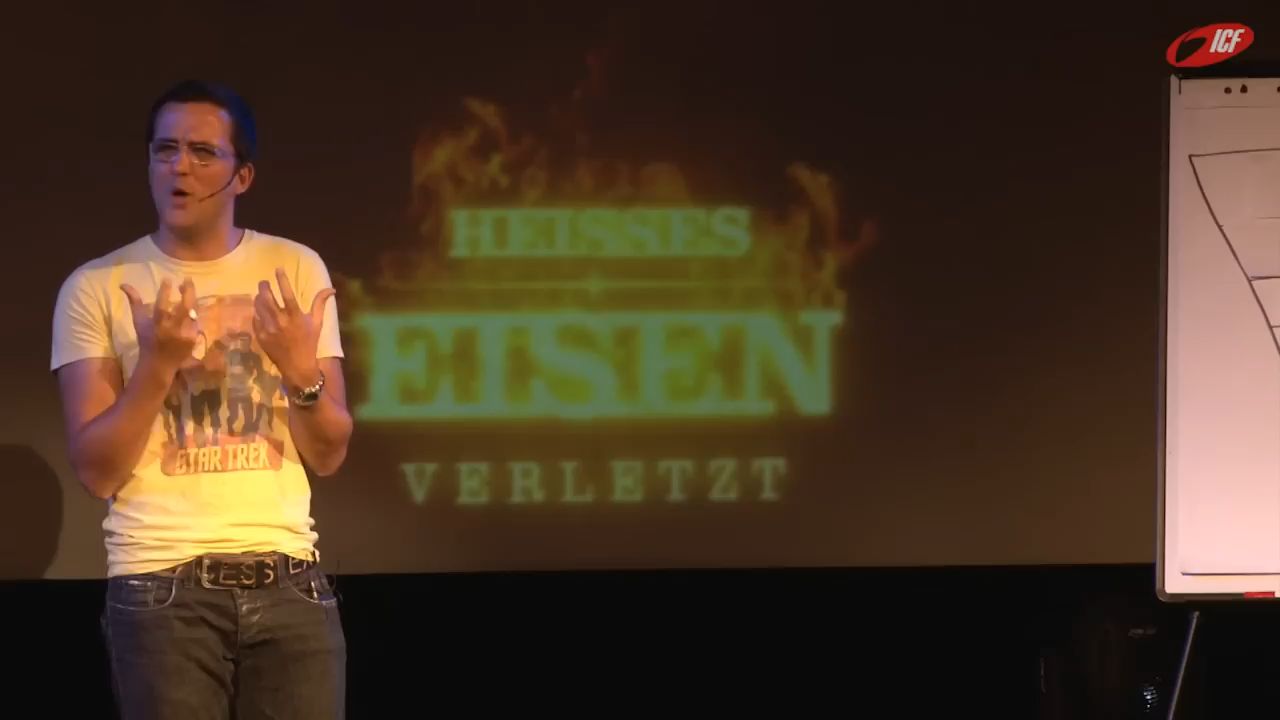 ICF
HEISSES
EISEN
VERLETZT
STAR TREK